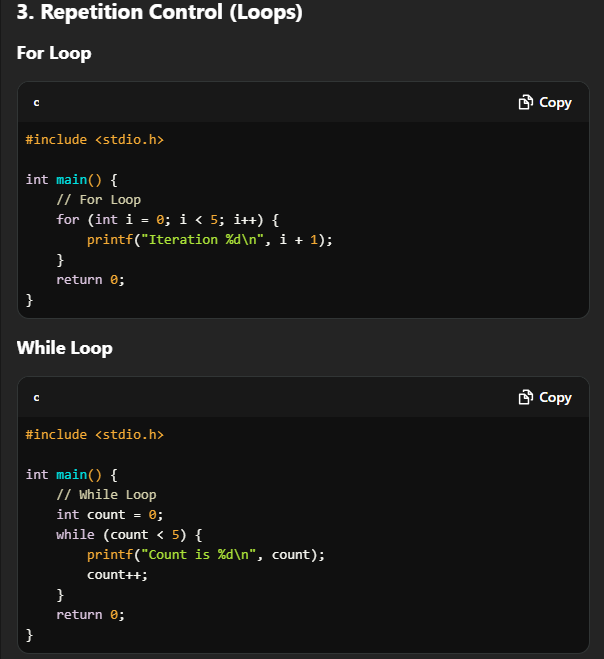 3. Repetition Control (Loops)
For Loop
c Copy
#include <stdio.h>

int main() {
    // For Loop
    for (int i = 0; i < 5; i++) {
        printf("Iteration %d\n", i + 1);
    }
    return 0;
}
While Loop
c Copy
#include <stdio.h>

int main() {
    // While Loop
    int count = 0;
    while (count < 5) {
        printf("Count is %d\n", count);
        count++;
    }
    return 0;
}